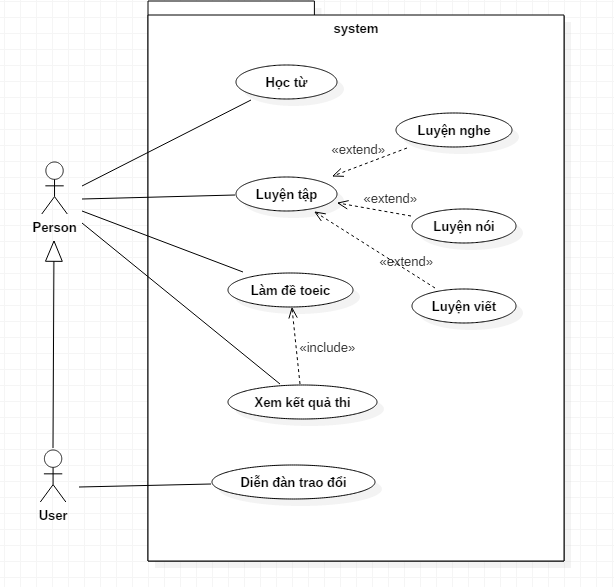 system
Học từ
Luyện nghe
«extend»
Luyện tập
«extend»
Luyện nói
Person
«extend»
Làm đề toeic
Luyện viết
«include»
Xem kết quả thi
Diễn đàn trao đổi
User